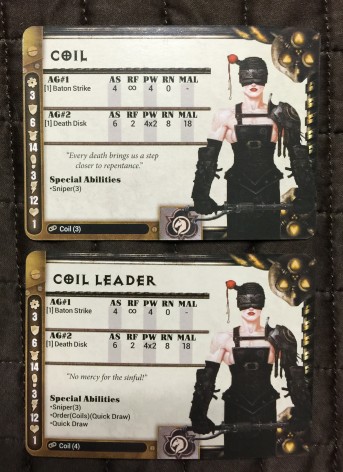 COIL
AG#1 AS RF PW RN MAL
[1] Baton Strike 4 ∞ 4 0 -
AG#2 AS RF PW RN MAL
[1] Death Disk 6 2 4x2 8 18
"Every death brings us a step
closer to repentance."
Special Abilities
•Sniper(3)
3
6
14
3
3
12
1
Coil (3)
COIL LEADER
AG#1 AS RF PW RN MAL
[1] Baton Strike 4 ∞ 4 0 -
AG#2 AS RF PW RN MAL
[1] Death Disk 6 2 4x2 8 18
"No mercy for the sinful!"
Special Abilities
•Sniper(3)
•Order(Coils)(Quick Draw)
•Quick Draw
3
6
14
3
3
12
1
Coil (4)